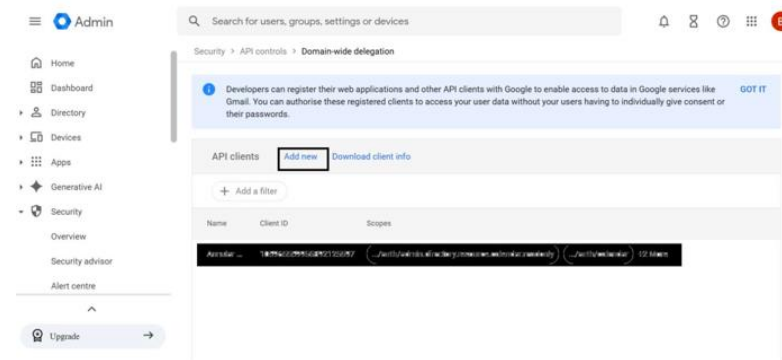 Admin
Search for users, groups, settings or devices
Security > API controls > Domain-wide delegation
Home
Dashboard
Directory
Devices
Apps
Generative AI
Security
Overview
Security advisor
Alert centre
Upgrade
Developers can register their web applications and other API clients with Google to enable access to data in Google services like
Gmail. You can authorise these registered clients to access your user data without your users having to individually give consent or
their passwords.
GOT IT
API clients Add new Download client info
+ Add a filter
Name Client ID Scopes